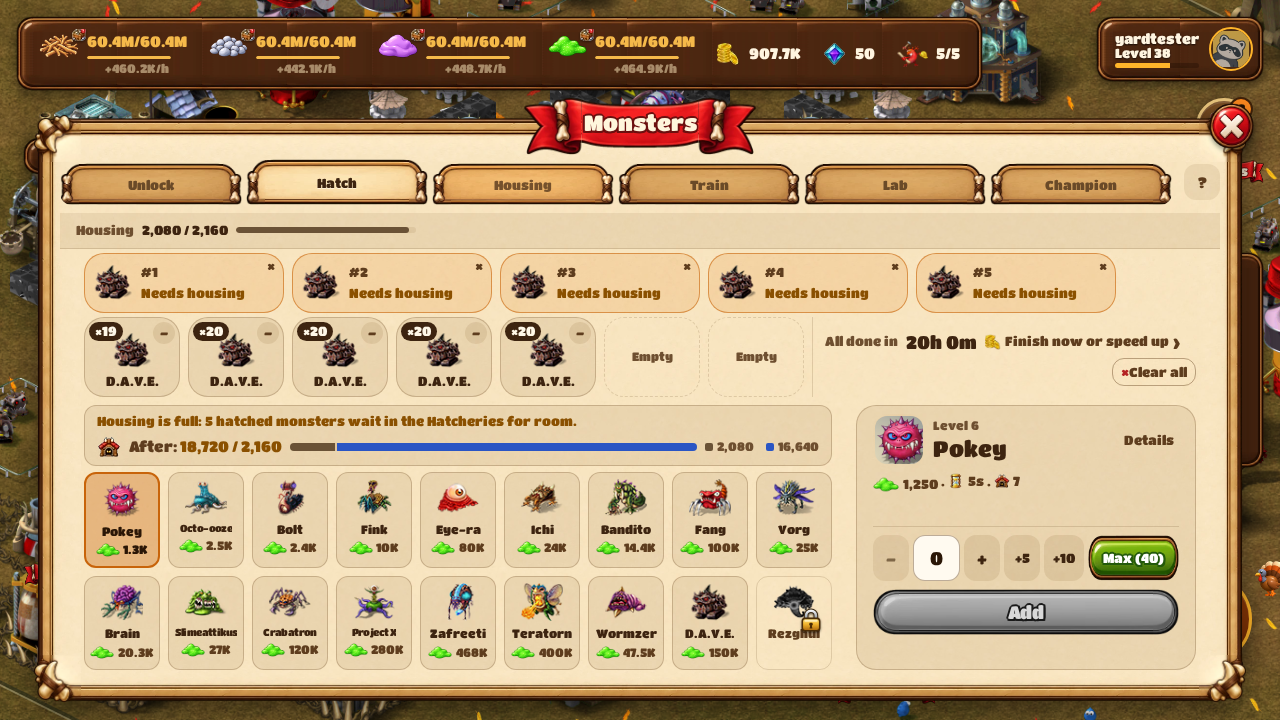 60.4M/60.4M 60.4M/60.4M 60.4M/60.4M 60.4M/60.4M 907.7K 50 5/5
+460.2K/h +442.1K/h +448.7K/h +464.9K/h
yardtester
Level 38
Monsters
Unlock Hatch Housing Train Lab Champion ?
Housing 2,080 / 2,160
#1 #2 #3 #4 #5
Needs housing Needs housing Needs housing Needs housing Needs housing
×19 ×20 ×20 ×20 ×20
D.A.V.E. D.A.V.E. D.A.V.E. D.A.V.E. D.A.V.E. Empty Empty
All done in 20h 0m Finish now or speed up ›
×Clear all
Housing is full: 5 hatched monsters wait in the Hatcheries for room.
After: 18,720 / 2,160 2,080 16,640
Pokey Octo-ooze Bolt Fink Eye-ra Ichi Bandito Fang Vorg
1.3K 2.5K 2.4K 10K 80K 24K 14.4K 100K 25K
Brain Slimeattikus Crabatron Project X Zafreeti Teratorn Wormzer D.A.V.E. Rezghul
20.3K 27K 120K 280K 468K 400K 47.5K 150K
Level 6
Pokey
Details
1,250 · 5s · 7
− 0 + +5 +10 Max (40)
Add